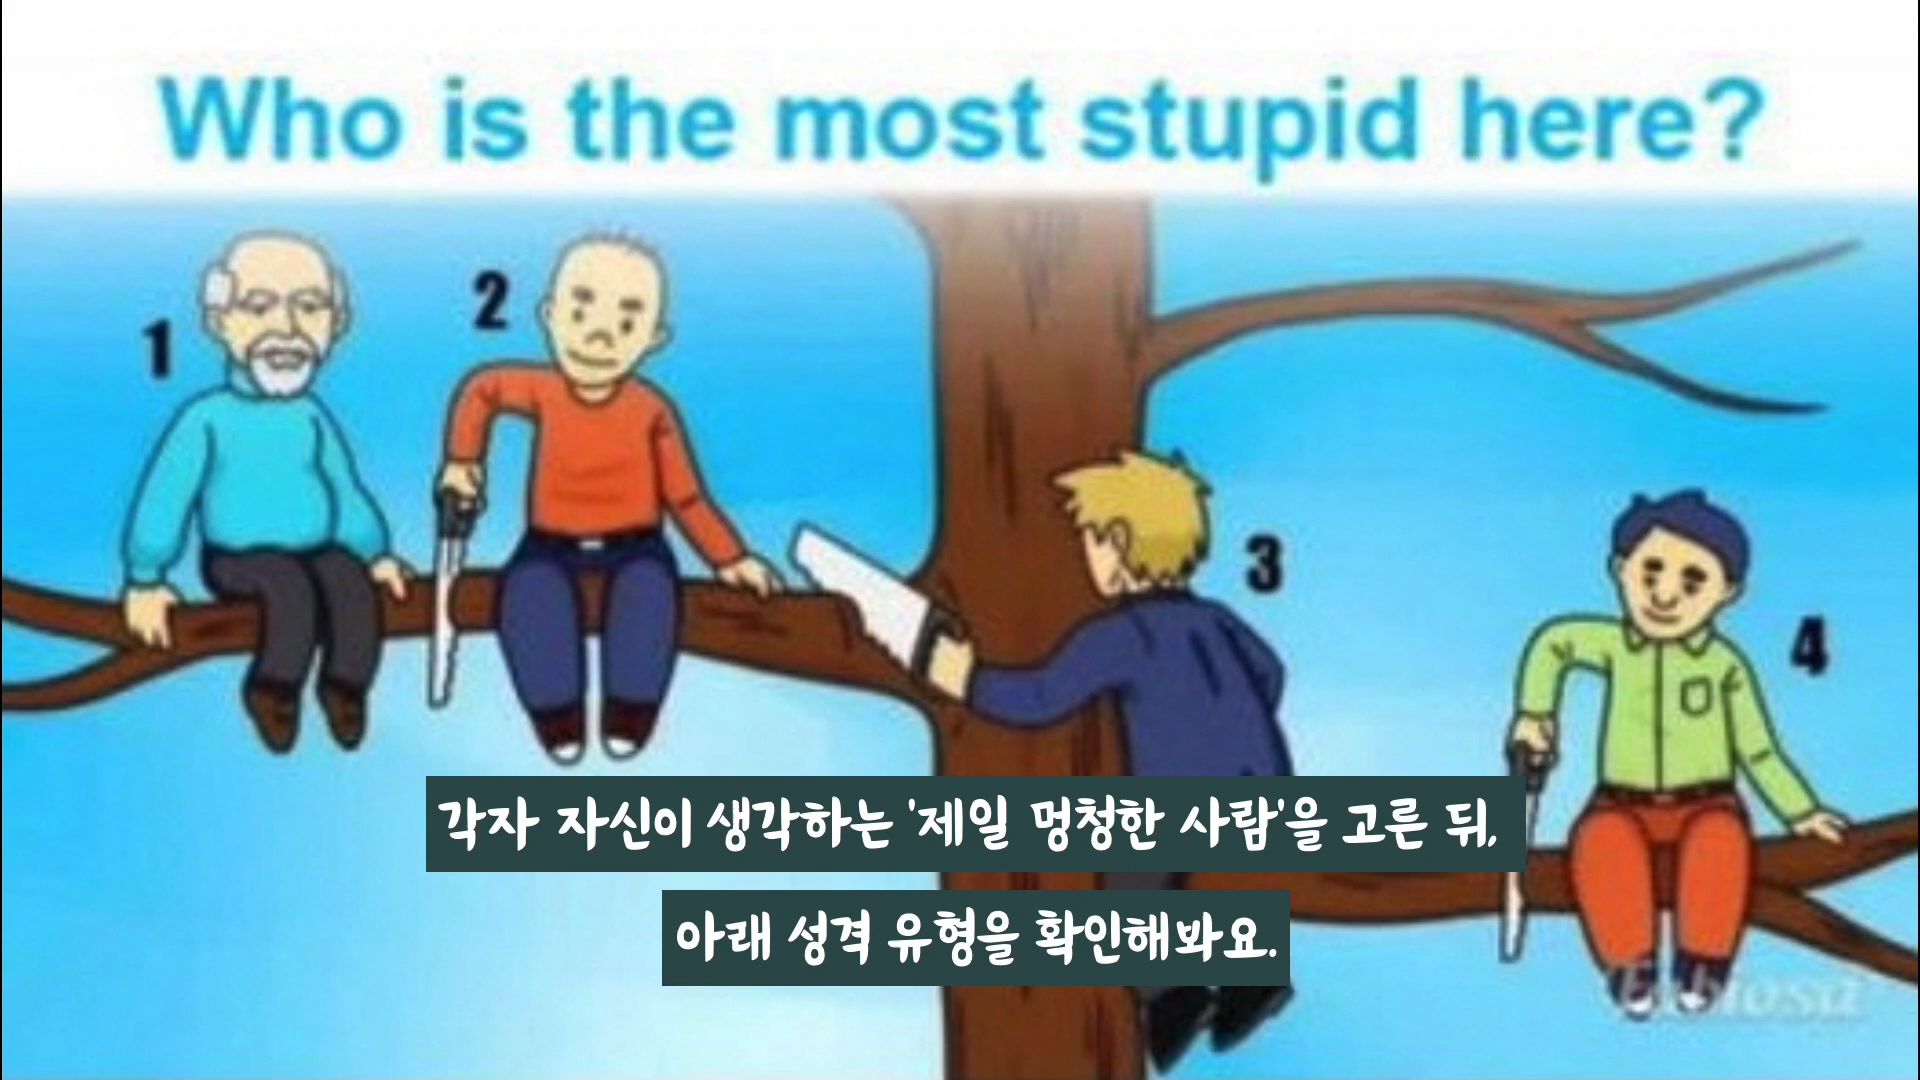 Who is the most stupid here?
1
2
3
4
각자 자신이 생각하는 '제일 멍청한 사람'을 고른 뒤,
아래 성격 유형을 확인해봐요.
Fabiosa